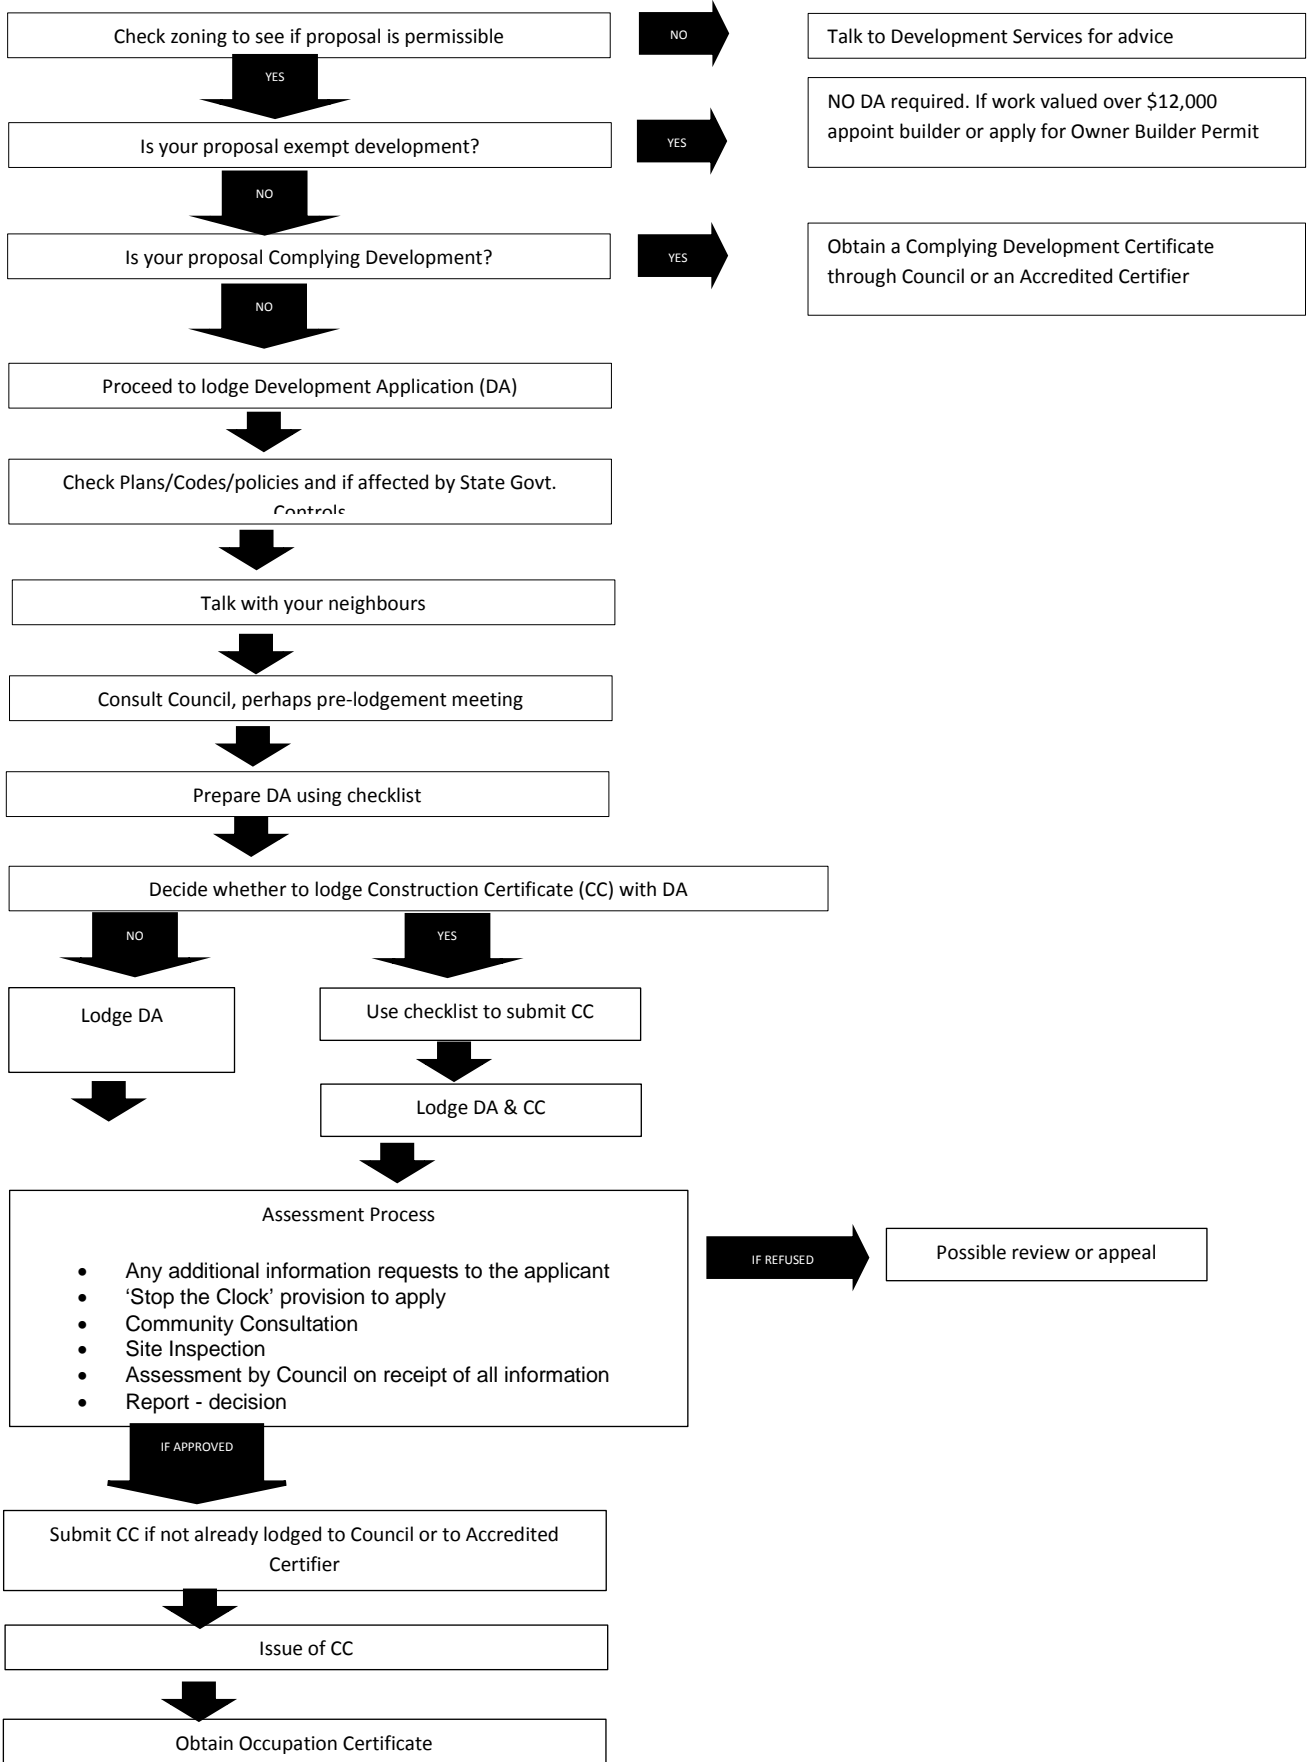 Check zoning to see if proposal is permissible
NO
Talk to Development Services for advice
YES
NO DA required. If work valued over $12,000
appoint builder or apply for Owner Builder Permit
Is your proposal exempt development?
YES
NO
Is your proposal Complying Development?
YES
Obtain a Complying Development Certificate
through Council or an Accredited Certifier
NO
Proceed to lodge Development Application (DA)
Check Plans/Codes/policies and if affected by State Govt.
Controls
Talk with your neighbours
Consult Council, perhaps pre-lodgement meeting
Prepare DA using checklist
Decide whether to lodge Construction Certificate (CC) with DA
NO
YES
Lodge DA
Use checklist to submit CC
Lodge DA & CC
Assessment Process
• Any additional information requests to the applicant
• ‘Stop the Clock’ provision to apply
• Community Consultation
• Site Inspection
• Assessment by Council on receipt of all information
• Report - decision
IF REFUSED
Possible review or appeal
IF APPROVED
Submit CC if not already lodged to Council or to Accredited
Certifier
Issue of CC
Obtain Occupation Certificate